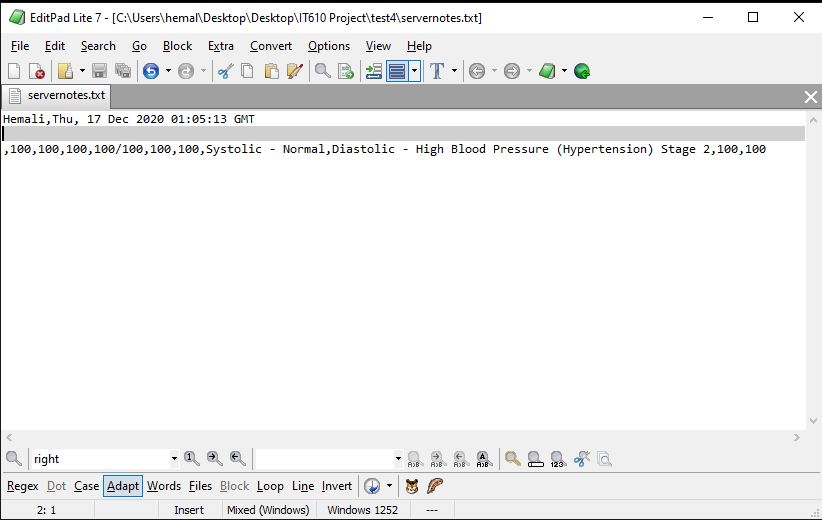 EditPad Lite 7 - [C:\Users\hemal\Desktop\Desktop\IT610 Project\test4\servernotes.txt]
File Edit Search Go Block Extra Convert Options View Help
servernotes.txt
Hemali,Thu, 17 Dec 2020 01:05:13 GMT
,100,100,100,100/100,100,100,Systolic - Normal,Diastolic - High Blood Pressure (Hypertension) Stage 2,100,100
right
Regex Dot Case Adapt Words Files Block Loop Line Invert
2: 1 Insert Mixed (Windows) Windows 1252 ---